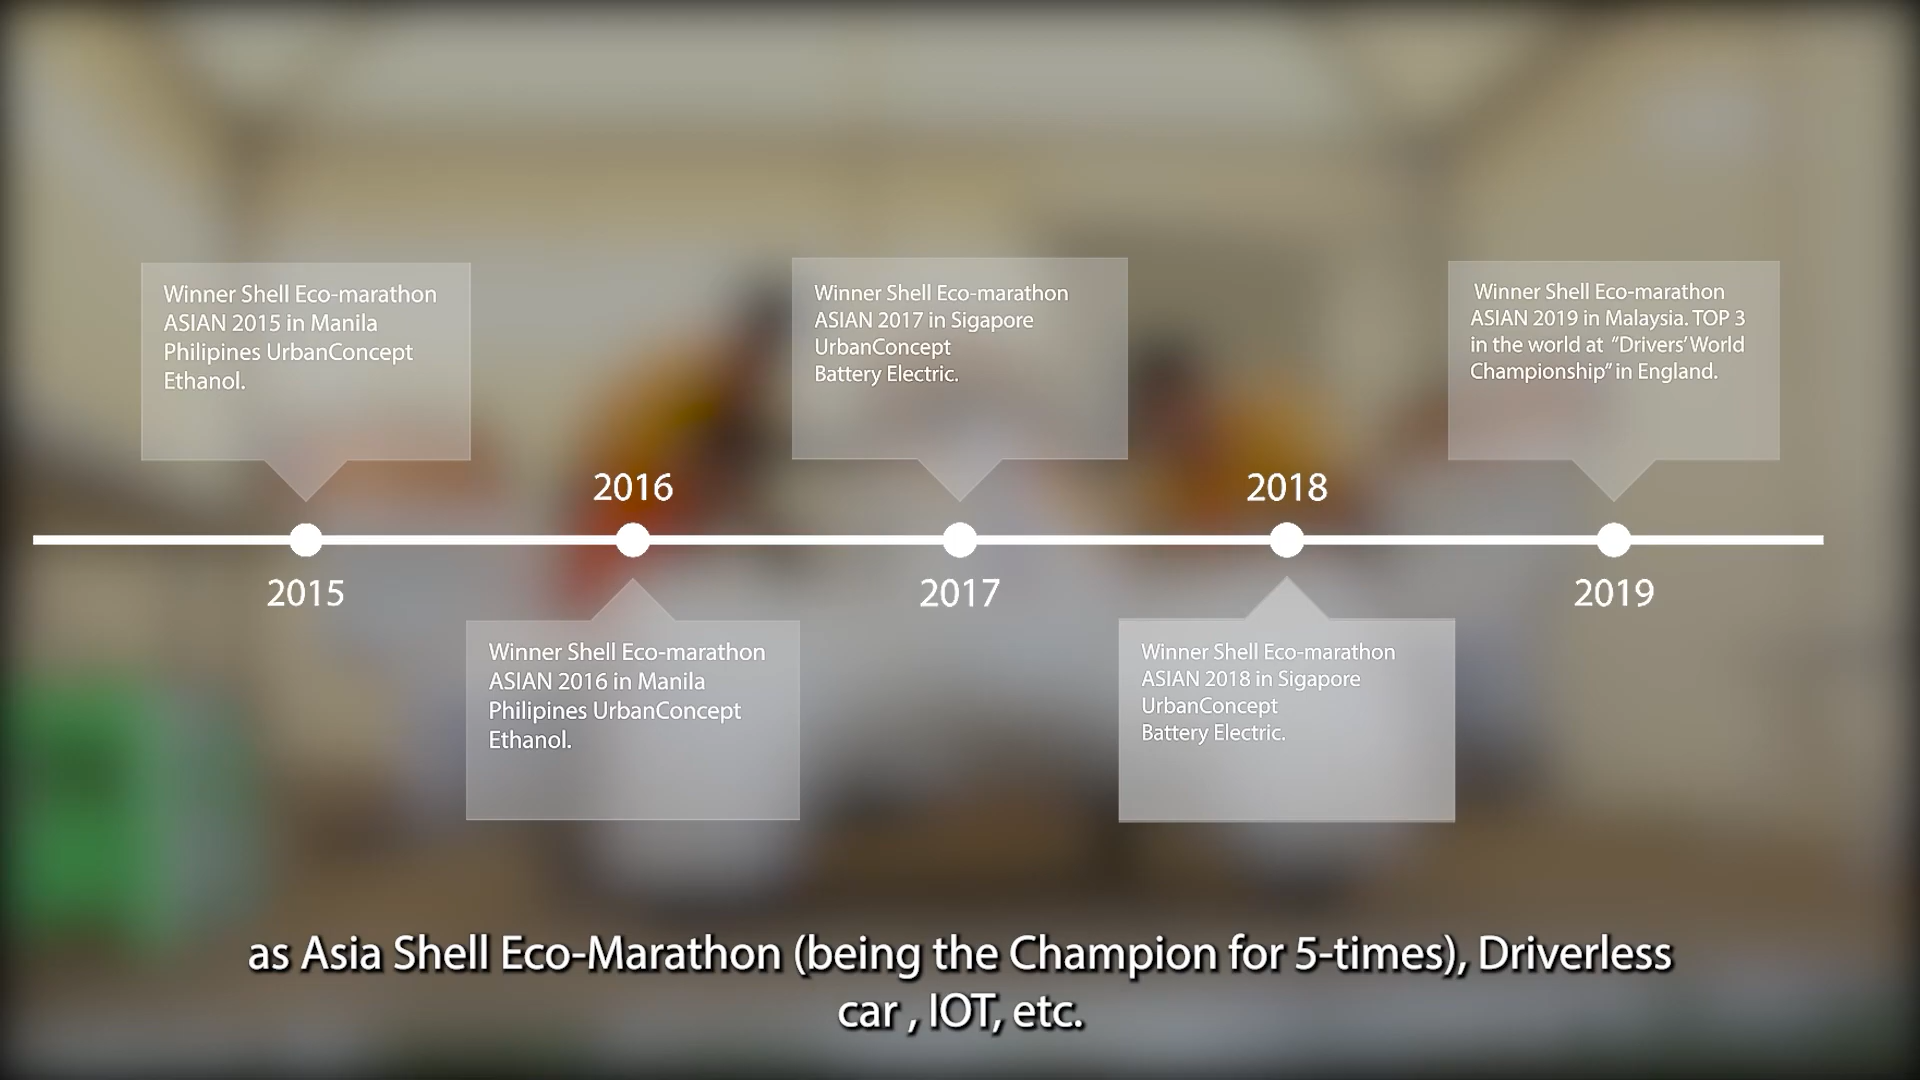 Winner Shell Eco-marathon
ASIAN 2015 in Manila
Philipines UrbanConcept
Ethanol.
2015
2016
Winner Shell Eco-marathon
ASIAN 2016 in Manila
Philipines UrbanConcept
Ethanol.
Winner Shell Eco-marathon
ASIAN 2017 in Sigapore
UrbanConcept
Battery Electric.
2017
2018
Winner Shell Eco-marathon
ASIAN 2018 in Sigapore
UrbanConcept
Battery Electric.
Winner Shell Eco-marathon
ASIAN 2019 in Malaysia. TOP 3
in the world at “Drivers’ World
Championship” in England.
2019
as Asia Shell Eco-Marathon (being the Champion for 5-times), Driverless
car , IOT, etc.